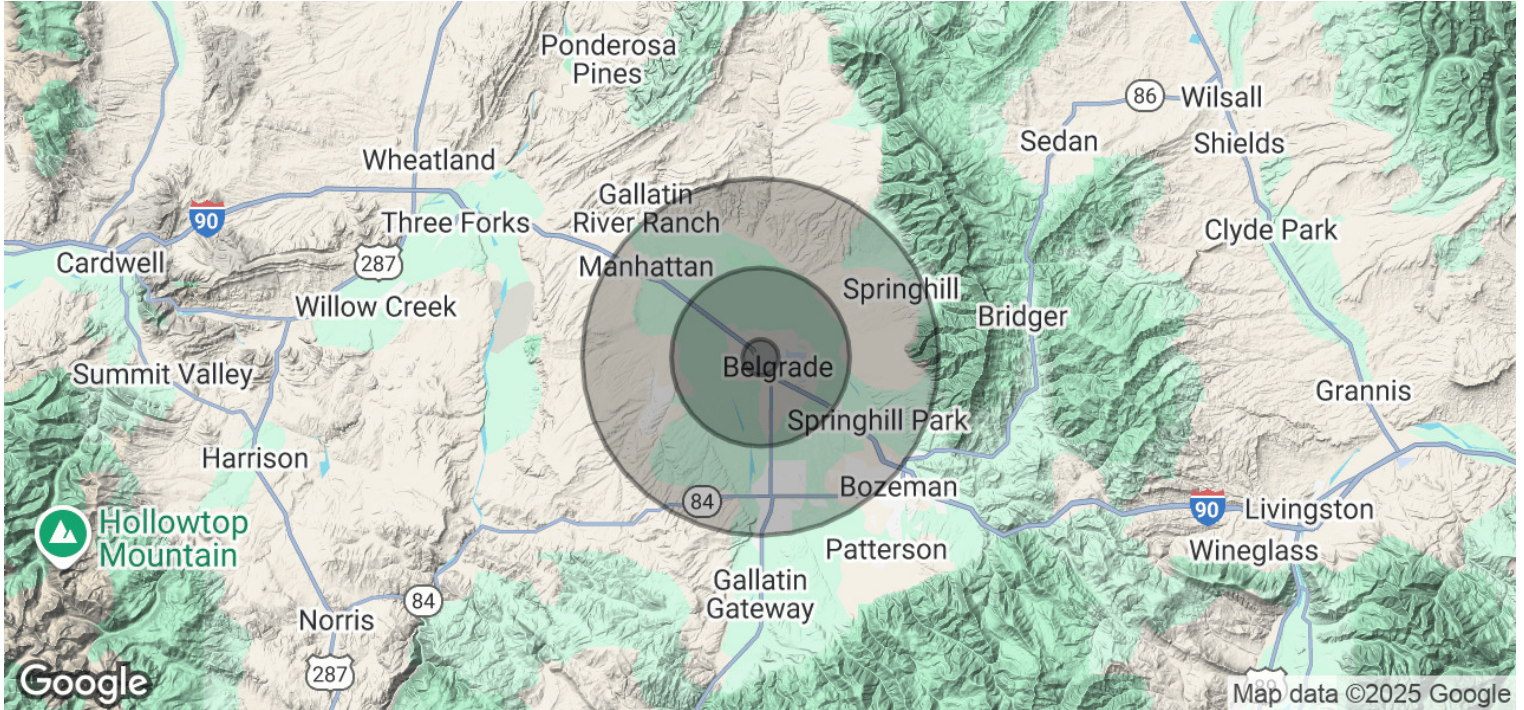 Ponderosa
Pines
86
Wilsall
Sedan
Shields
Wheatland
Gallatin
River Ranch
90
Three Forks
Clyde Park
287
Cardwell
Manhattan
Springhill
Willow Creek
Bridger
Belgrade
Summit Valley
Grannis
Springhill Park
Harrison
Bozeman
84
90
Livingston
Hollowtop
Mountain
Patterson
Wineglass
Gallatin
Gateway
84
Norris
287
Google
89
Map data ©2025 Google